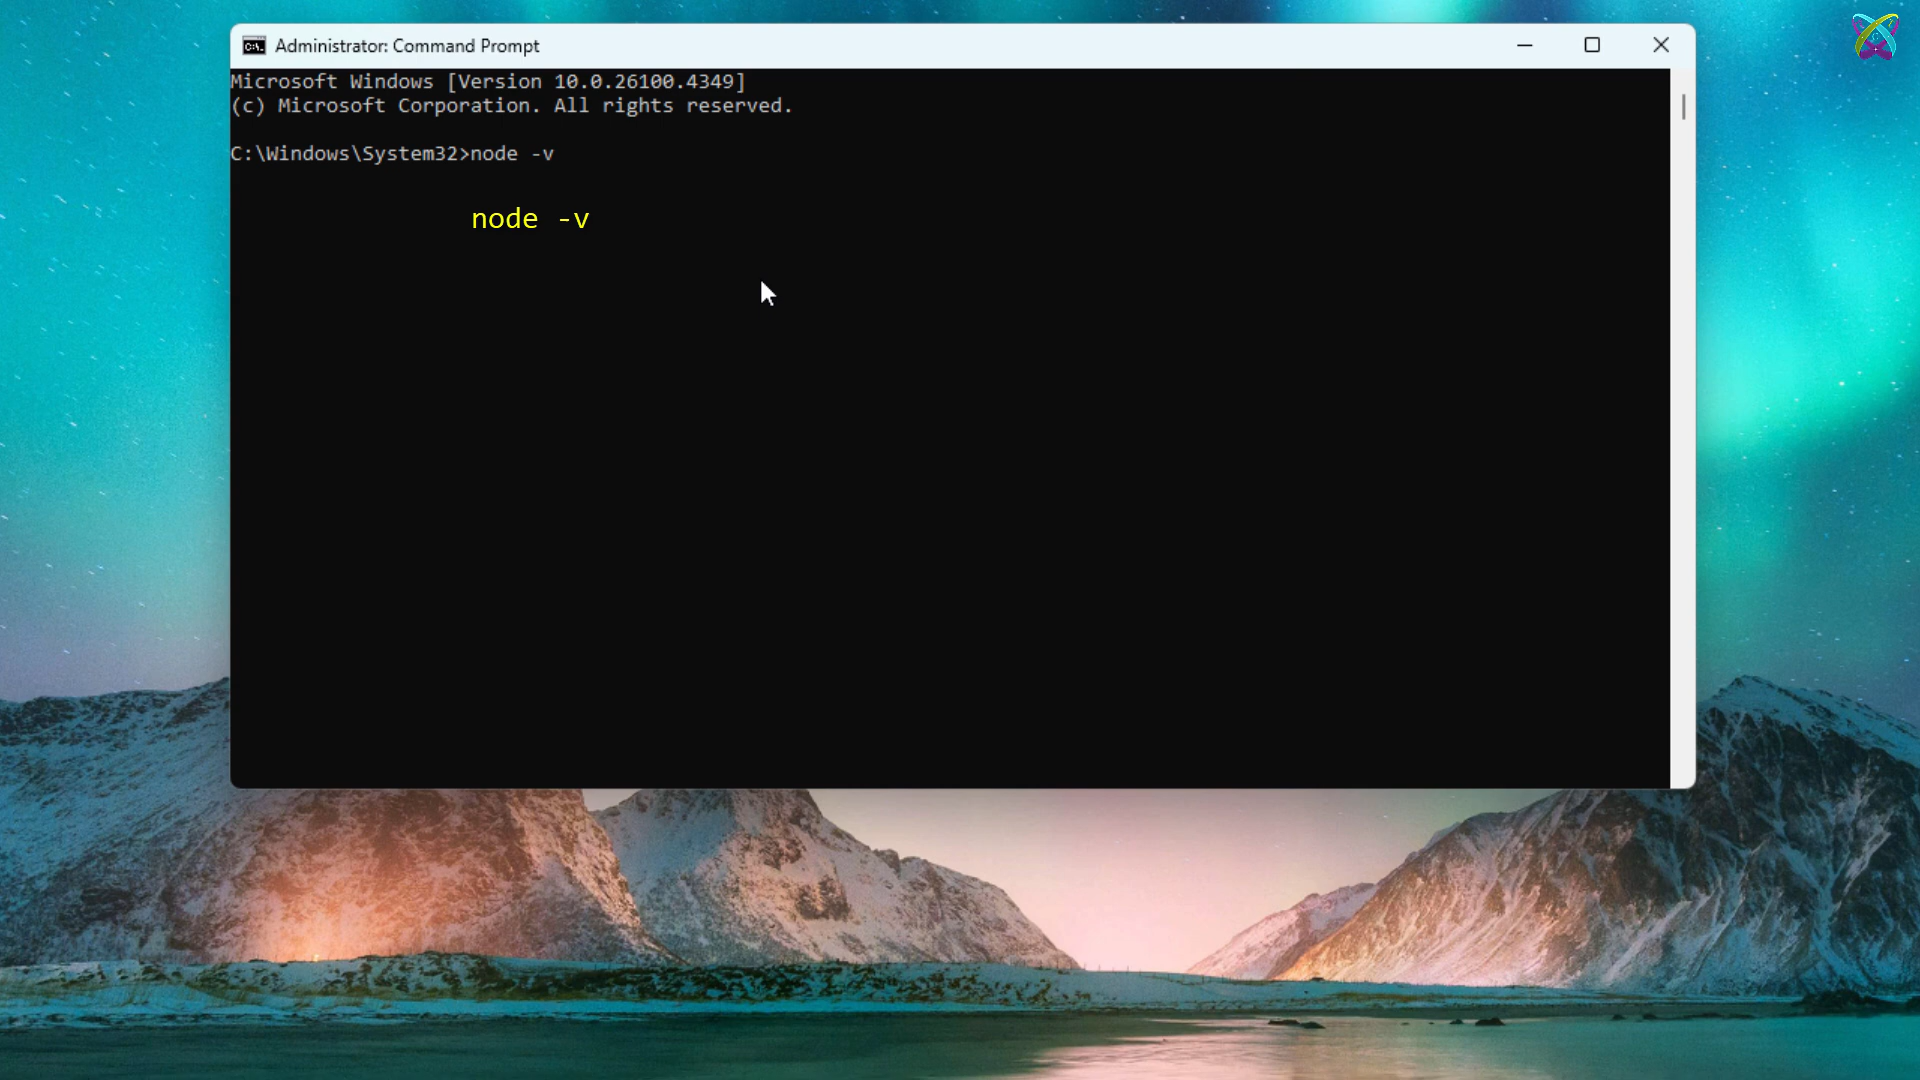 Administrator: Command Prompt
Microsoft Windows [Version 10.0.26100.4349]
(c) Microsoft Corporation. All rights reserved.
C:\Windows\System32>node -v
node -v